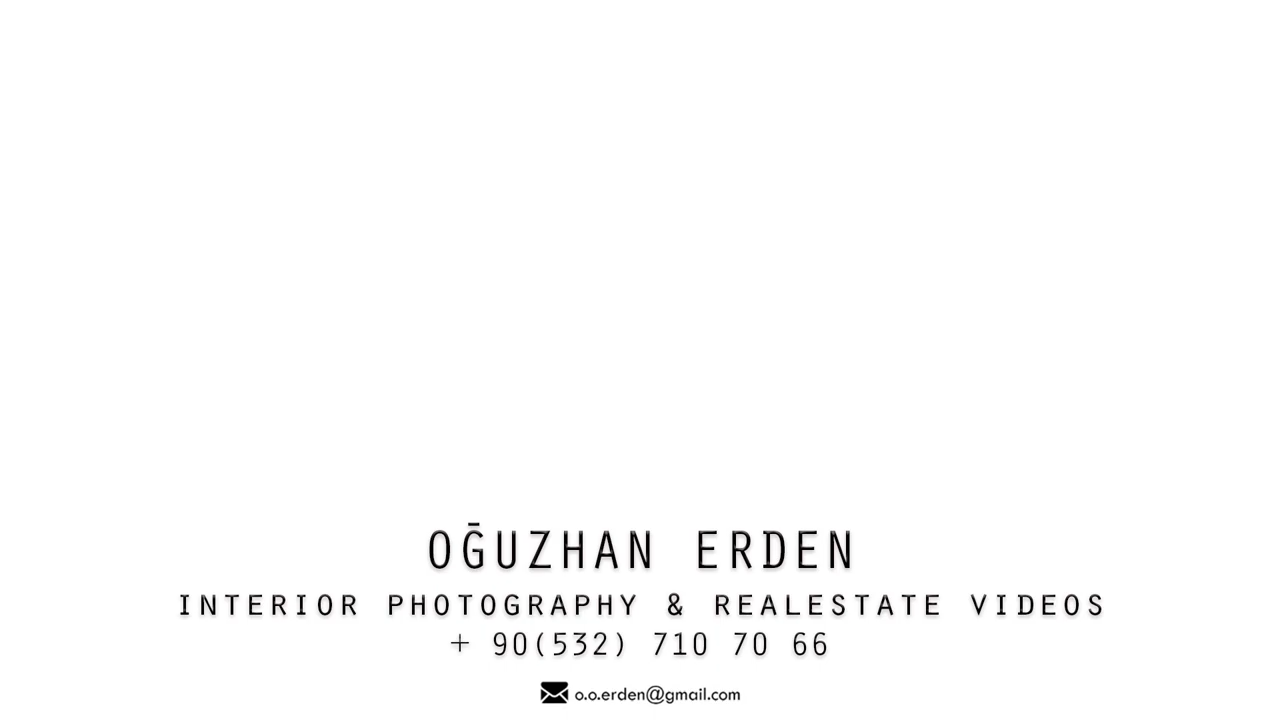 OĞUZHAN ERDEN
INTERIOR PHOTOGRAPHY & REALESTATE VIDEOS
+ 90(532) 710 70 66
o.o.erden@gmail.com